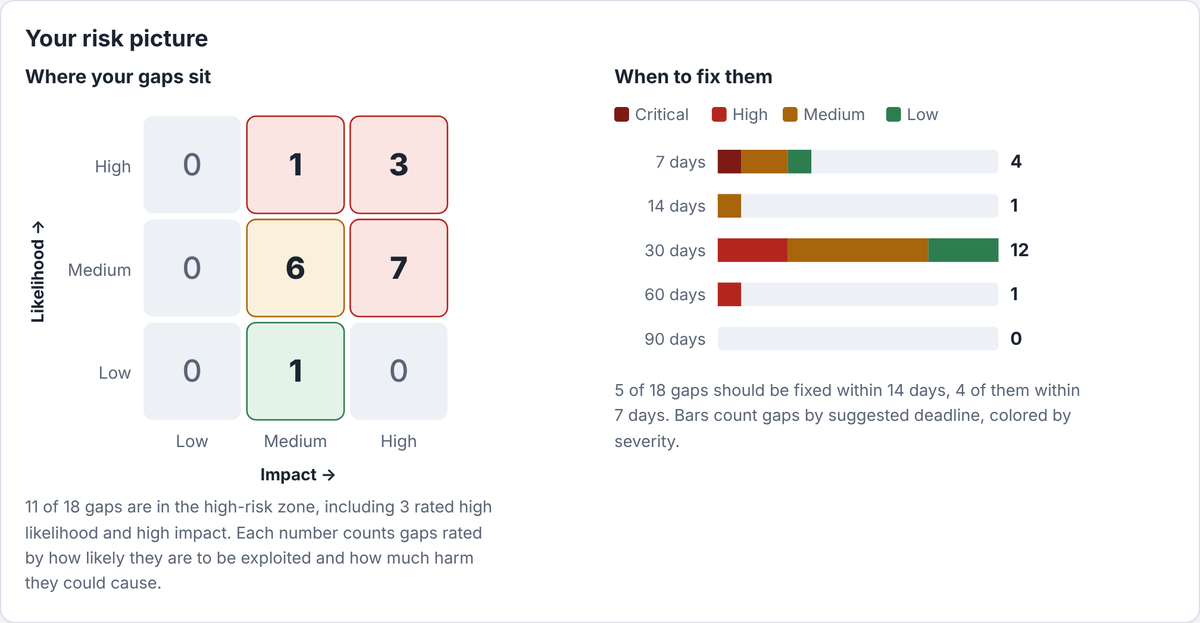 Your risk picture
Where your gaps sit
High
0
1
3
Medium
0
6
7
Low
0
1
0
Likelihood →
Low
Medium
High
Impact →
11 of 18 gaps are in the high-risk zone, including 3 rated high
likelihood and high impact. Each number counts gaps rated
by how likely they are to be exploited and how much harm
they could cause.
When to fix them
Critical
High
Medium
Low
7 days
4
14 days
1
30 days
12
60 days
1
90 days
0
5 of 18 gaps should be fixed within 14 days, 4 of them within
7 days. Bars count gaps by suggested deadline, colored by
severity.